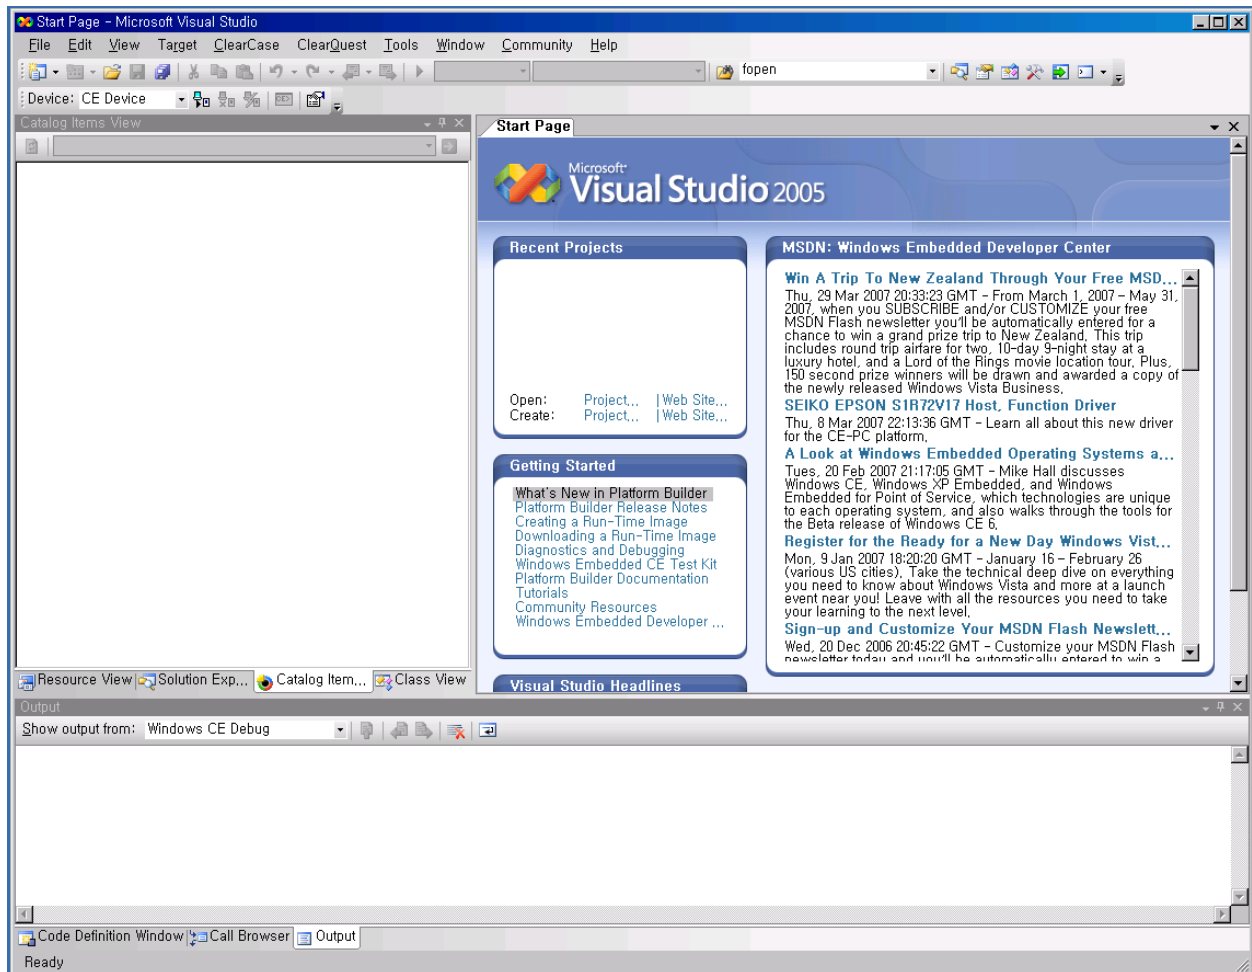 Start Page - Microsoft Visual Studio
File Edit View Target ClearCase ClearQuest Tools Window Community Help
fopen
Device: CE Device
Catalog Items View
Start Page
Microsoft
Visual Studio 2005
Recent Projects
Open: Project... | Web Site...
Create: Project... | Web Site...
Getting Started
What's New in Platform Builder
Platform Builder Release Notes
Creating a Run-Time Image
Downloading a Run-Time Image
Diagnostics and Debugging
Windows Embedded CE Test Kit
Platform Builder Documentation
Tutorials
Community Resources
Windows Embedded Developer ...
Visual Studio Headlines
MSDN: Windows Embedded Developer Center
Win A Trip To New Zealand Through Your Free MSD...
Thu, 29 Mar 2007 20:33:23 GMT - From March 1, 2007 - May 31,
2007, when you SUBSCRIBE and/or CUSTOMIZE your free
MSDN Flash newsletter you'll be automatically entered for a
chance to win a grand prize trip to New Zealand. This trip
includes round trip airfare for two, 10-day 9-night stay at a
luxury hotel, and a Lord of the Rings movie location tour. Plus,
150 second prize winners will be drawn and awarded a copy of
the newly released Windows Vista Business.
SEIKO EPSON S1R72V17 Host, Function Driver
Thu, 8 Mar 2007 22:13:36 GMT - Learn all about this new driver
for the CE-PC platform.
A Look at Windows Embedded Operating Systems a...
Tues, 20 Feb 2007 21:17:05 GMT - Mike Hall discusses
Windows CE, Windows XP Embedded, and Windows
Embedded for Point of Service, which technologies are unique
to each operating system, and also walks through the tools for
the Beta release of Windows CE 6.
Register for the Ready for a New Day Windows Vist...
Mon, 9 Jan 2007 18:20:20 GMT - January 16 - February 26
(various US cities). Take the technical deep dive on everything
you need to know about Windows Vista and more at a launch
event near you! Leave with all the resources you need to take
your learning to the next level.
Sign-up and Customize Your MSDN Flash Newslett...
Wed, 20 Dec 2006 20:45:22 GMT - Customize your MSDN Flash
newsletter today and you'll be automatically entered to win a
Resource View Solution Exp... Catalog Item... Class View
Output
Show output from: Windows CE Debug
Code Definition Window Call Browser Output
Ready